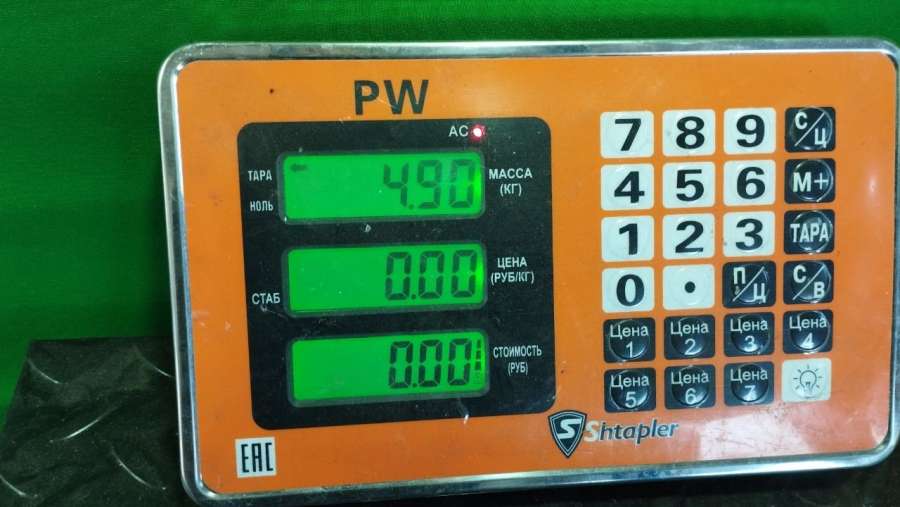 PW
AC
ТАРА
НОЛЬ
4.90
МАССА
(КГ)
СТАБ
0.00
ЦЕНА
(РУБ/КГ)
0.00
СТОИМОСТЬ
(РУБ)
7 8 9 С/Ц
4 5 6 М+
1 2 3 ТАРА
0 . П/Ц С/В
Цена 1 Цена 2 Цена 3 Цена 4
Цена 5 Цена 6 Цена 7
S Shtapler
EAC